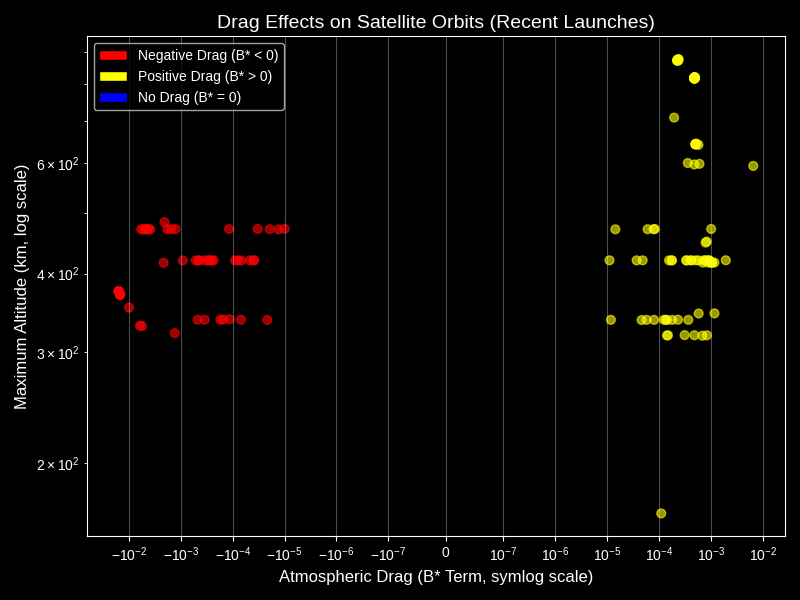 Drag Effects on Satellite Orbits (Recent Launches)
Negative Drag (B* < 0)
Positive Drag (B* > 0)
No Drag (B* = 0)
Maximum Altitude (km, log scale)
6 × 10²
4 × 10²
3 × 10²
2 × 10²
−10⁻² −10⁻³ −10⁻⁴ −10⁻⁵ −10⁻⁶ −10⁻⁷ 0 10⁻⁷ 10⁻⁶ 10⁻⁵ 10⁻⁴ 10⁻³ 10⁻²
Atmospheric Drag (B* Term, symlog scale)